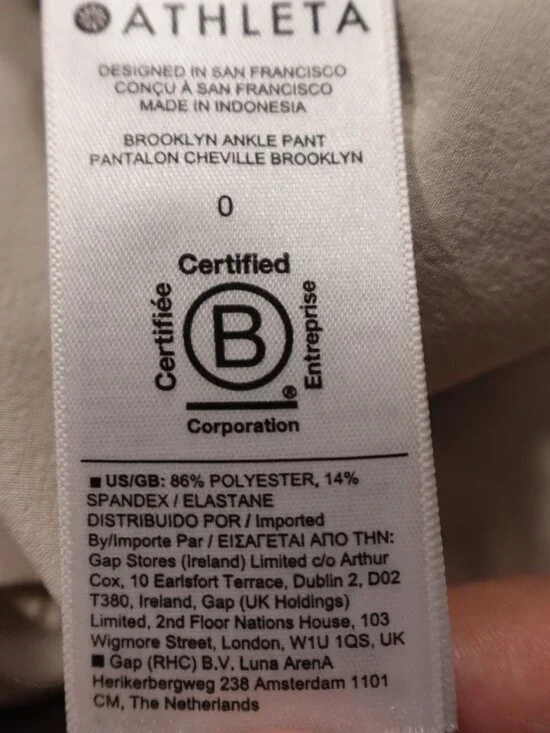 ATHLETA
DESIGNED IN SAN FRANCISCO
CONÇU À SAN FRANCISCO
MADE IN INDONESIA
BROOKLYN ANKLE PANT
PANTALON CHEVILLE BROOKLYN
0
Certified
Certifiée
B
Entreprise
®
Corporation
■ US/GB: 86% POLYESTER, 14%
SPANDEX / ELASTANE
DISTRIBUIDO POR / Imported
By/Importe Par / ΕΙΣΑΓΕΤΑΙ ΑΠΟ ΤΗΝ:
Gap Stores (Ireland) Limited c/o Arthur
Cox, 10 Earlsfort Terrace, Dublin 2, D02
T380, Ireland, Gap (UK Holdings)
Limited, 2nd Floor Nations House, 103
Wigmore Street, London, W1U 1QS, UK
■ Gap (RHC) B.V. Luna ArenA
Herikerbergweg 238 Amsterdam 1101
CM, The Netherlands